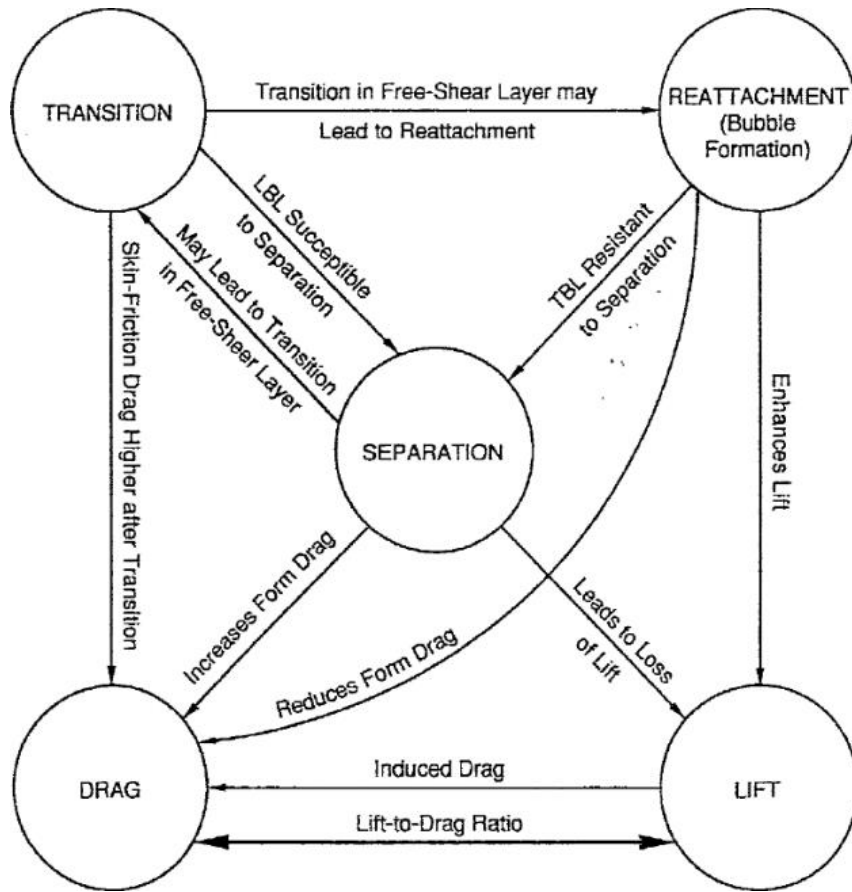 TRANSITION
Transition in Free-Shear Layer may
Lead to Reattachment
REATTACHMENT
(Bubble
Formation)
LBL Succeptible
to Separation
May Lead to Transition
in Free-Sheer Layer
TBL Resistant
to Separation
Skin-Friction Drag Higher after Transition
SEPARATION
Enhances Lift
Increases Form Drag
Reduces Form Drag
Leads to Loss
of Lift
DRAG
Induced Drag
Lift-to-Drag Ratio
LIFT